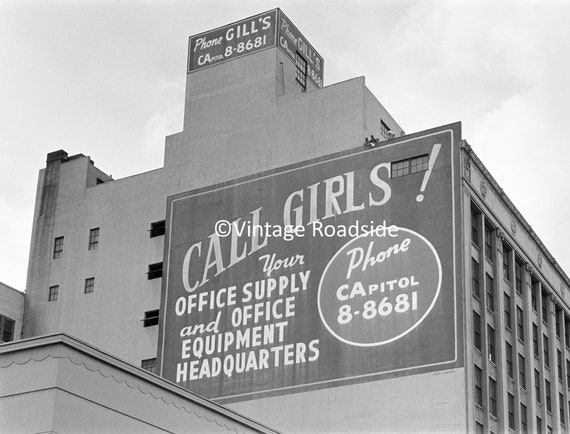 Phone GILL'S
CAPITOL 8-8681
Phone GILL'S
CAPITOL 8-8681
CALL GIRLS!
©Vintage Roadside
Your
OFFICE SUPPLY
and OFFICE
EQUIPMENT
HEADQUARTERS
Phone
CAPITOL
8-8681